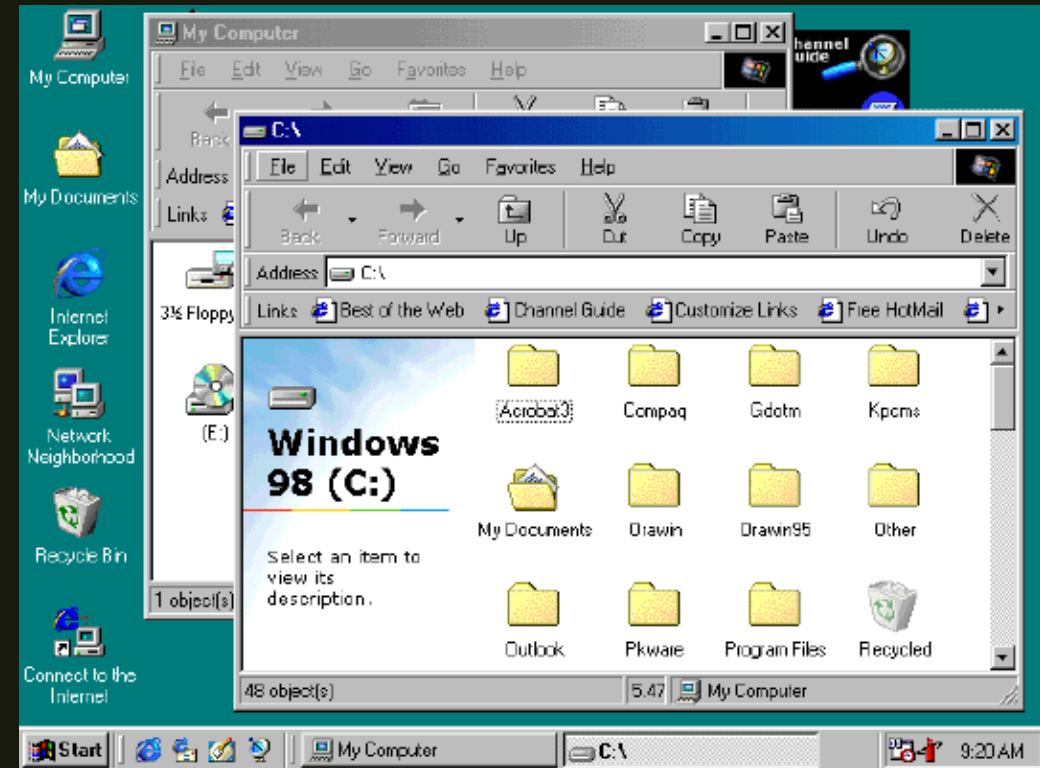 My Computer
My Documents
Internet
Explorer
Network
Neighborhood
Recycle Bin
Connect to the
Internet
My Computer
File Edit View Go Favorites Help
Back
Address
Links
3½ Floppy
(E:)
1 object(s)
hannel
uide
C:\
File Edit View Go Favorites Help
Back Forward Up Cut Copy Paste Undo Delete
Address C:\
Links Best of the Web Channel Guide Customize Links Free HotMail
Windows
98 (C:)
Select an item to
view its
description.
Acrobat3 Compaq Gdotm Kpcms
My Documents Orawin Orawin95 Other
Outlook Pkware Program Files Recycled
48 object(s) 5.47 My Computer
Start My Computer C:\ 9:20 AM